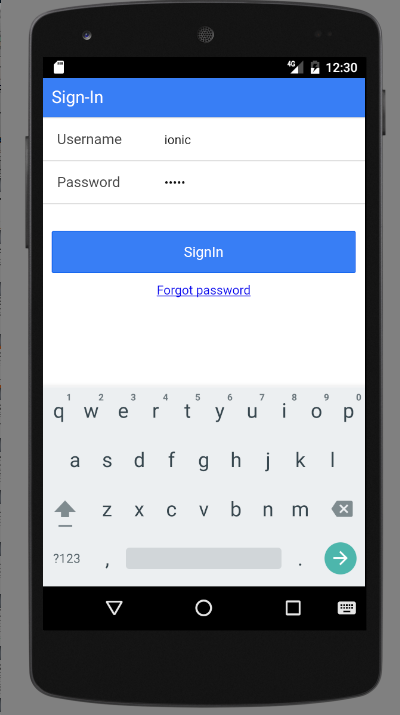 4G 12:30
Sign-In
Username ionic
Password •••••
SignIn
Forgot password
1 2 3 4 5 6 7 8 9 0
q w e r t y u i o p
a s d f g h j k l
z x c v b n m
?123 , .